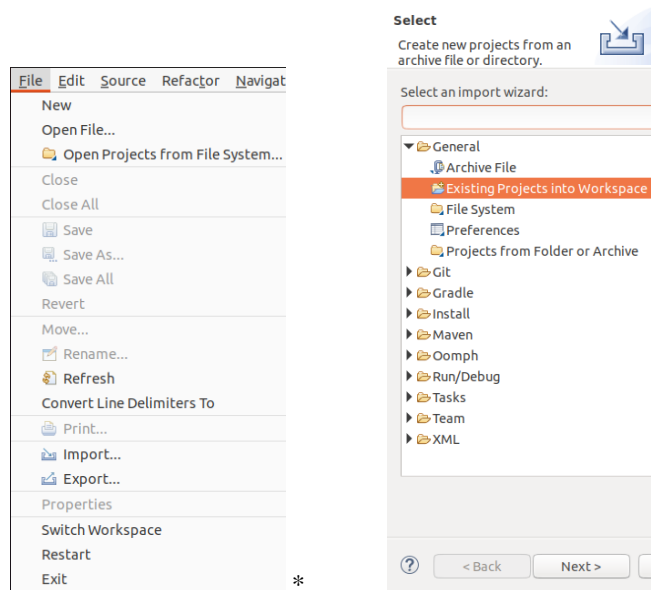 File Edit Source Refactor Navigat
New
Open File...
Open Projects from File System...
Close
Close All
Save
Save As...
Save All
Revert
Move...
Rename...
Refresh
Convert Line Delimiters To
Print...
Import...
Export...
Properties
Switch Workspace
Restart
Exit
*
Select
Create new projects from an
archive file or directory.
Select an import wizard:
General
Archive File
Existing Projects into Workspace
File System
Preferences
Projects from Folder or Archive
Git
Gradle
Install
Maven
Oomph
Run/Debug
Tasks
Team
XML
? < Back Next >